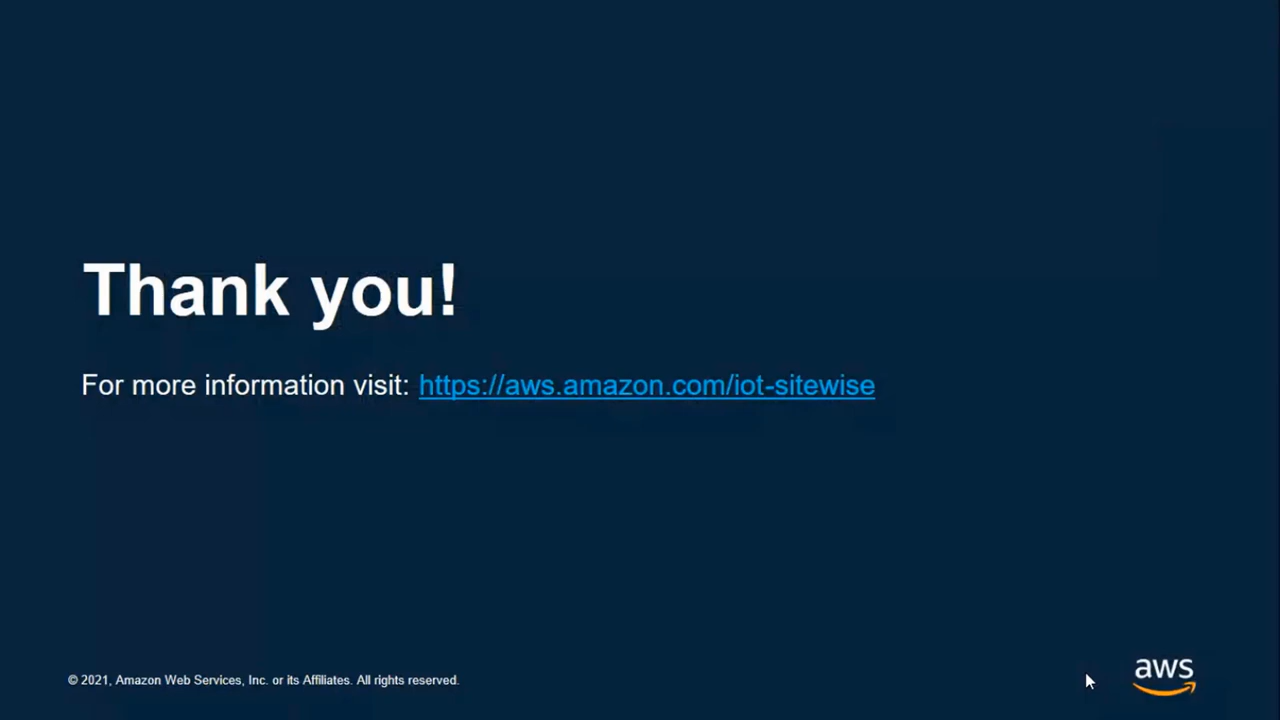 Thank you!
For more information visit: https://aws.amazon.com/iot-sitewise
© 2021, Amazon Web Services, Inc. or its Affiliates. All rights reserved.
aws